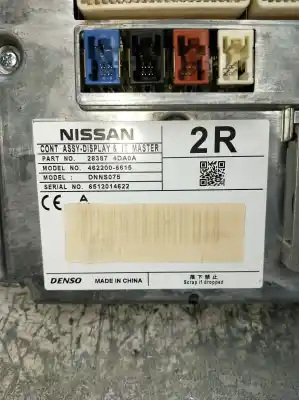 NISSAN 2R
CONT ASSY-DISPLAY & IT MASTER
PART NO. : 28387 4DA0A
MODEL NO. : 462200-5615
MODEL : DNNS075
SERIAL NO. : 6512014622
CE A
DENSO MADE IN CHINA
落下禁止
Scrap if dropped